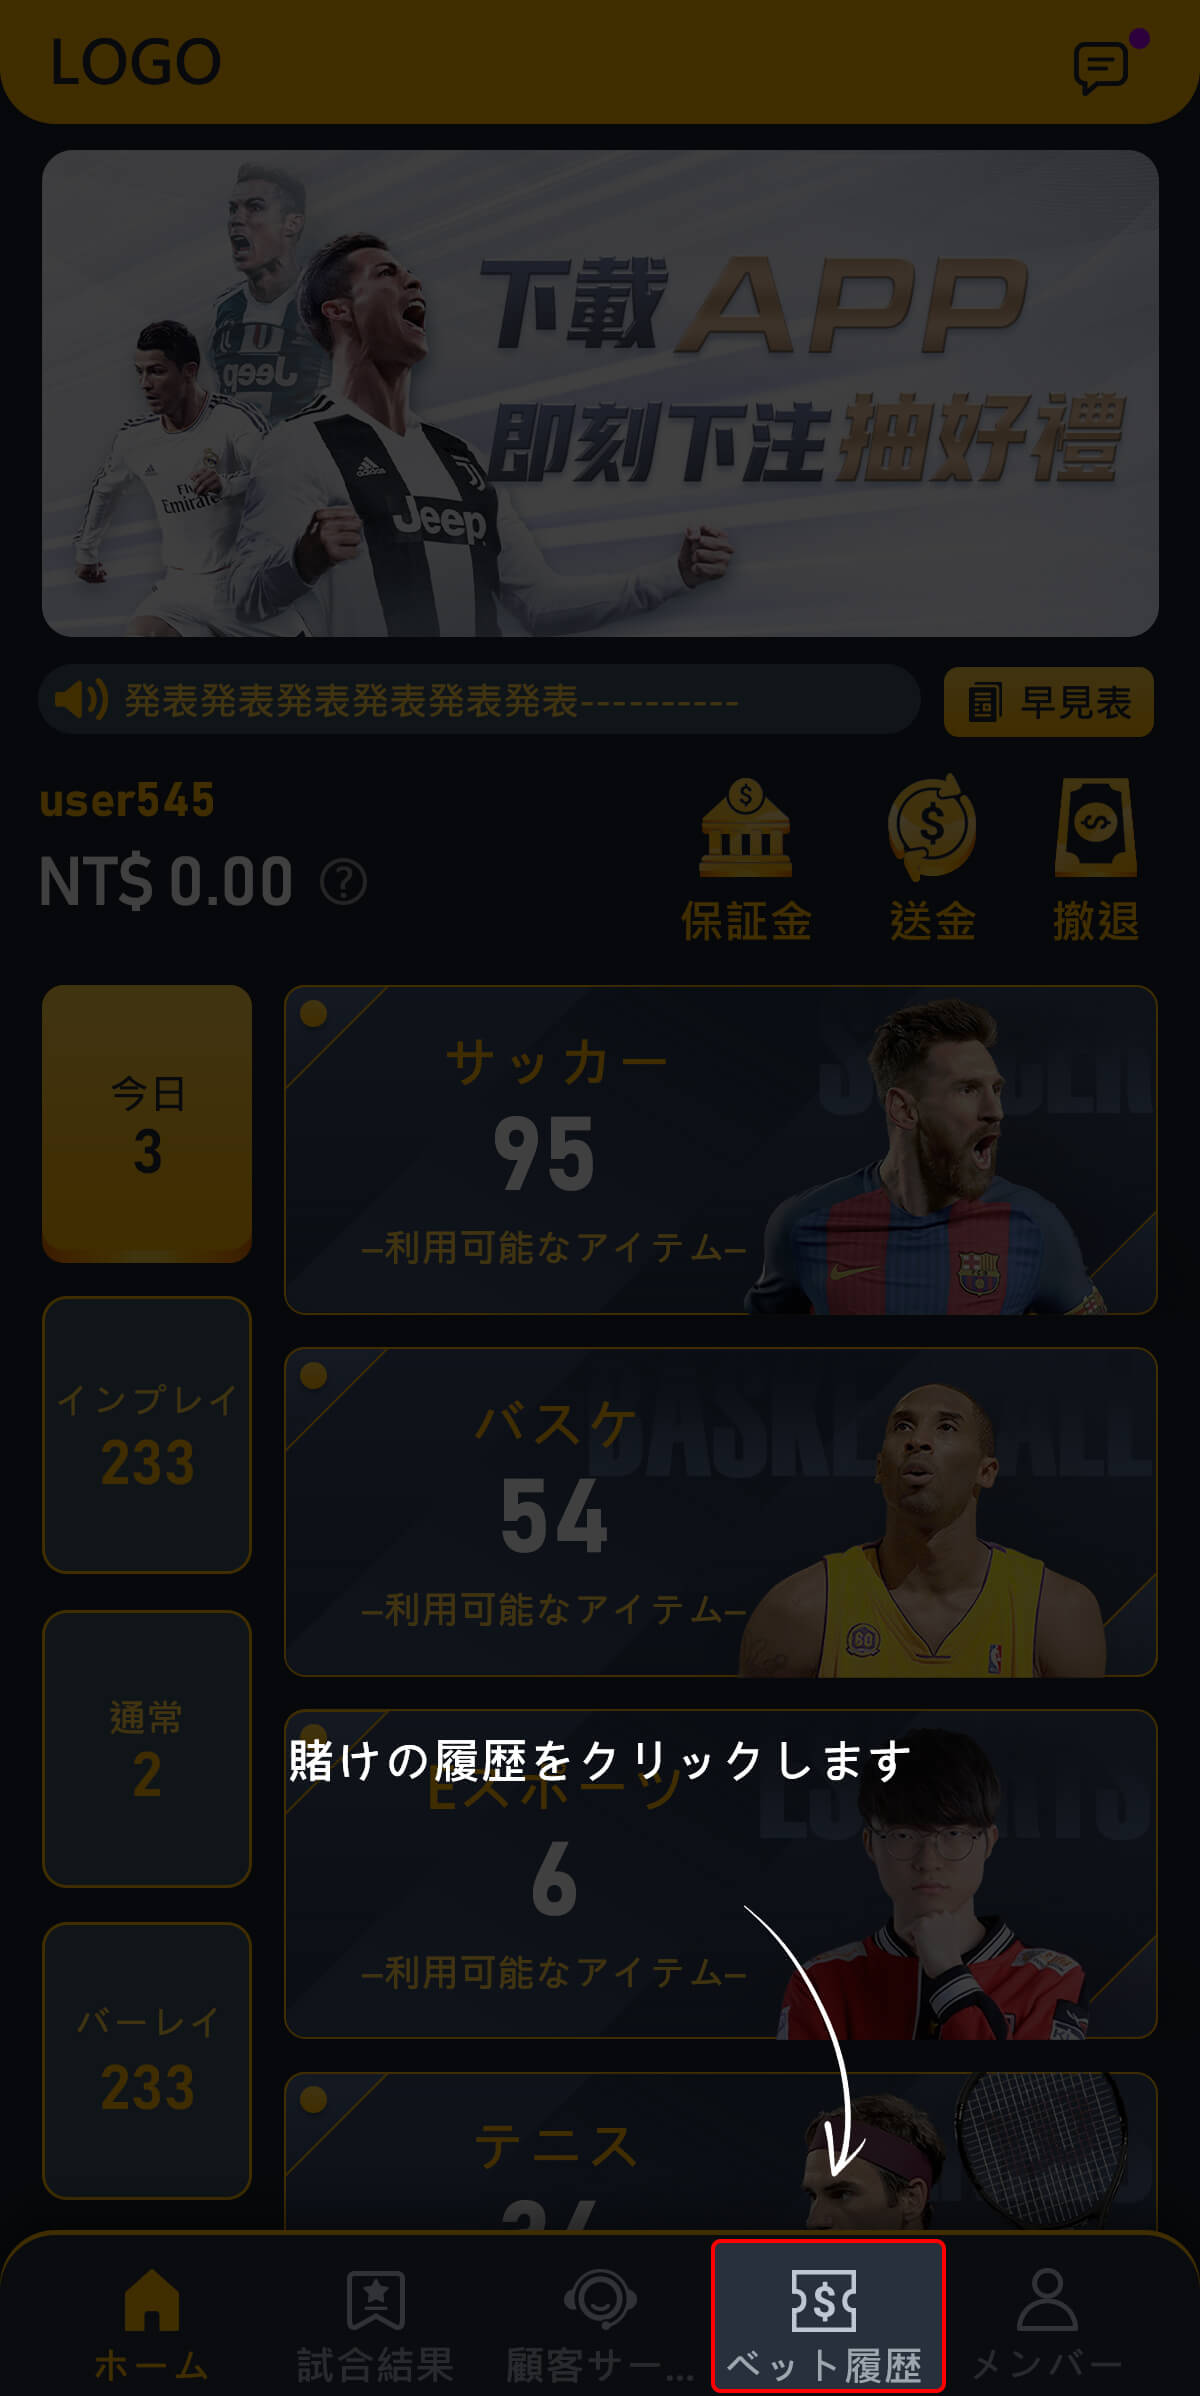 LOGO
下載APP
即刻下注抽好禮
Jeep
Jeep
adidas
Fly
Emirates
発表発表発表発表発表発表-----------
早見表
user545
NT$ 0.00
保証金
送金
撤退
今日
3
サッカー
95
–利用可能なアイテム–
インプレイ
233
BASKETBALL
バスケ
54
–利用可能なアイテム–
60
通常
2
賭けの履歴をクリックします
Eスポーツ
6
–利用可能なアイテム–
バーレイ
233
テニス
ホーム
試合結果
顧客サー...
ベット履歴
メンバー